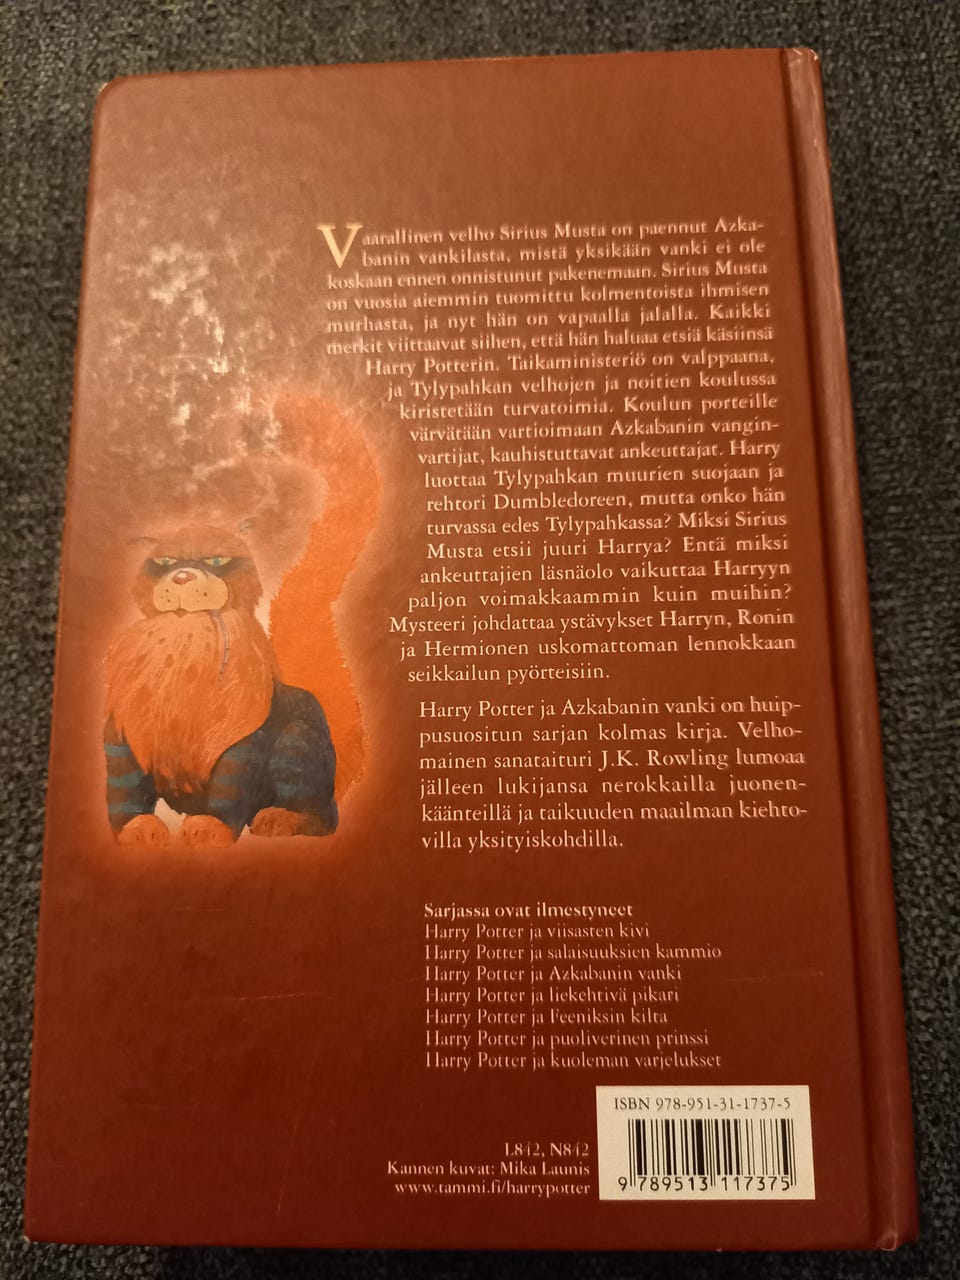 Vaarallinen velho Sirius Musta on paennut Azka-
banin vankilasta, mistä yksikään vanki ei ole
koskaan ennen onnistunut pakenemaan. Sirius Musta
on vuosia aiemmin tuomittu kolmentoista ihmisen
murhasta, ja nyt hän on vapaalla jalalla. Kaikki
merkit viittaavat siihen, että hän haluaa etsiä käsiinsä
Harry Potterin. Taikaministeriö on valppaana,
ja Tylypahkan velhojen ja noitien koulussa
kiristetään turvatoimia. Koulun porteille
värvätään vartioimaan Azkabanin vangin-
vartijat, kauhistuttavat ankeuttajat. Harry
luottaa Tylypahkan muurien suojaan ja
rehtori Dumbledoreen, mutta onko hän
turvassa edes Tylypahkassa? Miksi Sirius
Musta etsii juuri Harrya? Entä miksi
ankeuttajien läsnäolo vaikuttaa Harryyn
paljon voimakkaammin kuin muihin?
Mysteeri johdattaa ystävykset Harryn, Ronin
ja Hermionen uskomattoman lennokkaan
seikkailun pyörteisiin.
Harry Potter ja Azkabanin vanki on huip-
pusuositun sarjan kolmas kirja. Velho-
mainen sanataituri J.K. Rowling lumoaa
jälleen lukijansa nerokkailla juonen-
käänteillä ja taikuuden maailman kiehto-
villa yksityiskohdilla.
Sarjassa ovat ilmestyneet
Harry Potter ja viisasten kivi
Harry Potter ja salaisuuksien kammio
Harry Potter ja Azkabanin vanki
Harry Potter ja liekehtivä pikari
Harry Potter ja Feeniksin kilta
Harry Potter ja puoliverinen prinssi
Harry Potter ja kuoleman varjelukset
ISBN 978-951-31-1737-5
L842, N842
Kannen kuvat: Mika Launis
www.tammi.fi/harrypotter
9 789513 117375